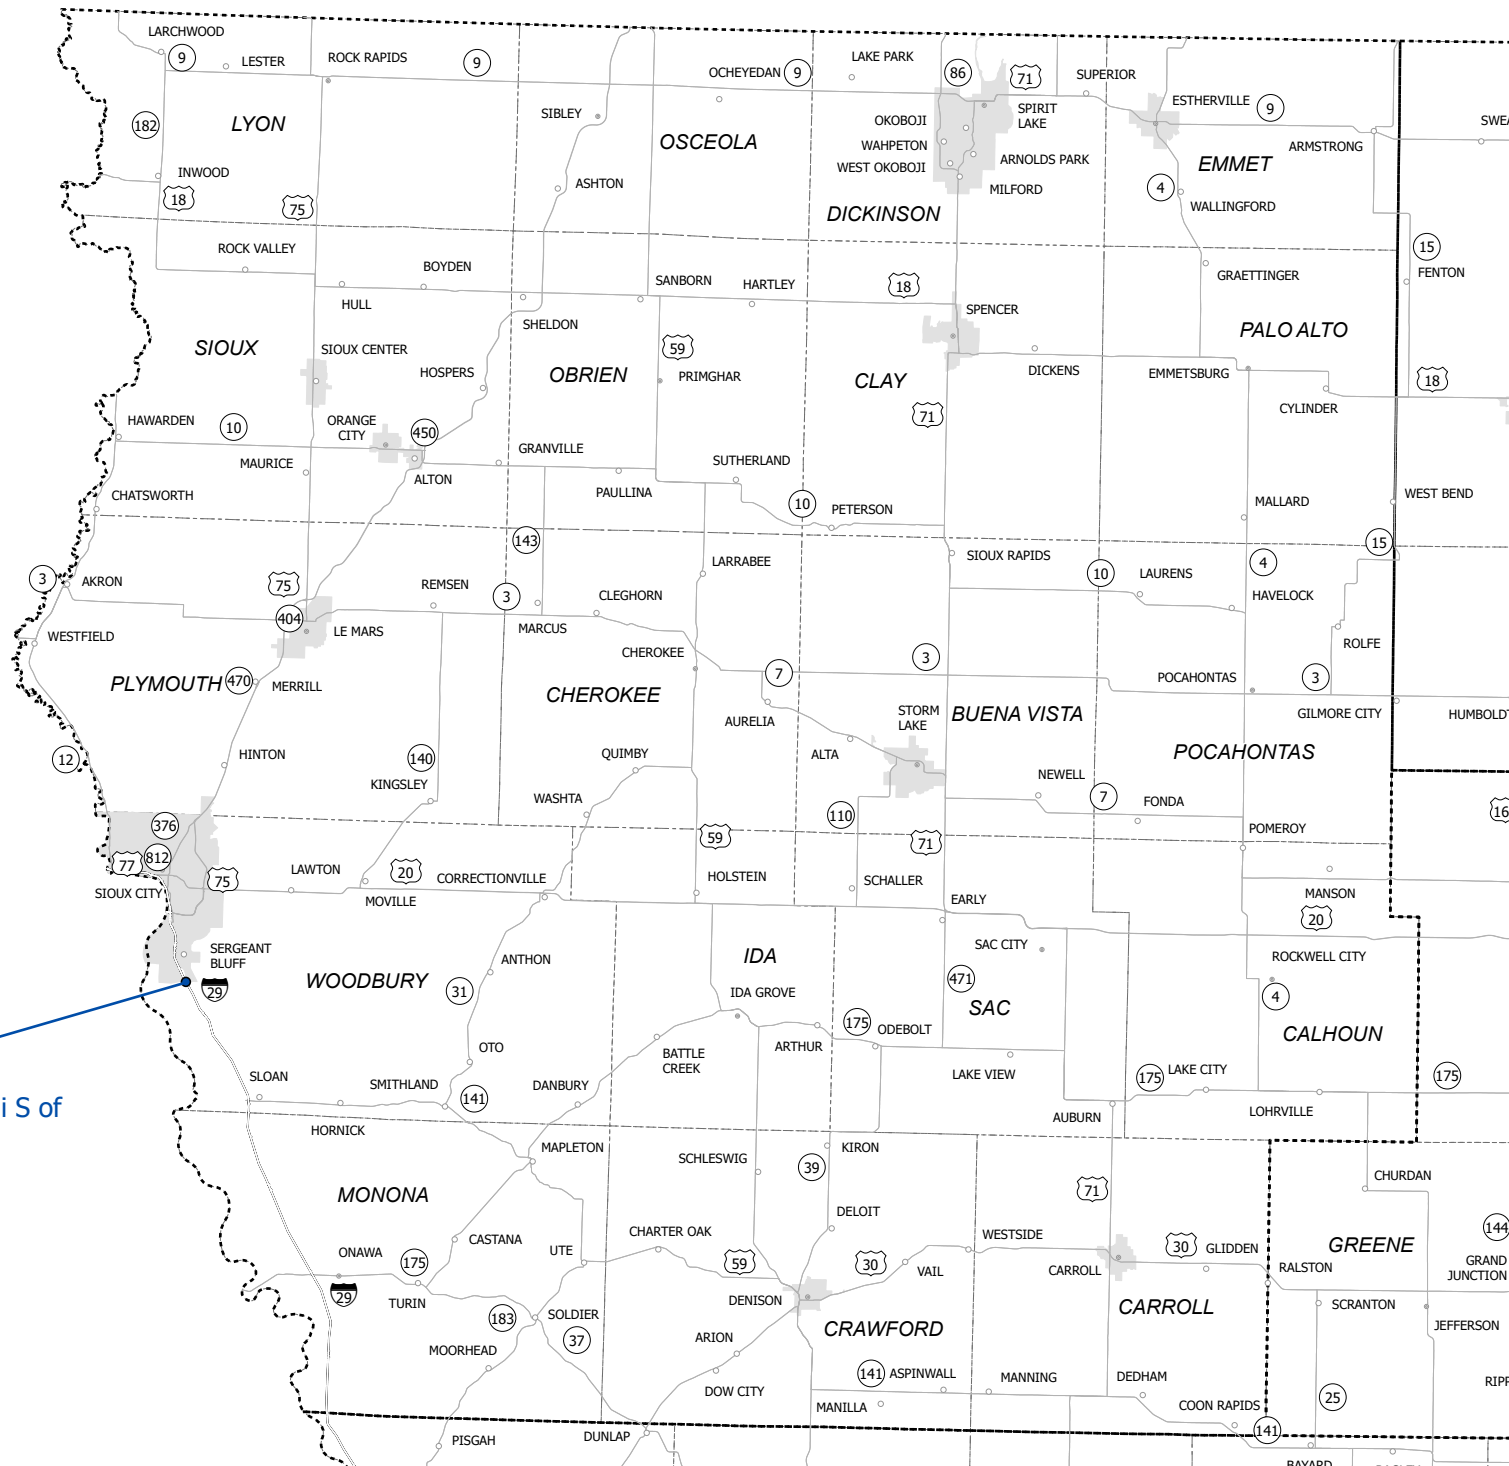 LARCHWOOD
9
LESTER
ROCK RAPIDS
9
OCHEYEDAN
9
LAKE PARK
86
71
SUPERIOR
ESTHERVILLE
9
182
LYON
SIBLEY
OSCEOLA
OKOBOJI
SPIRIT
LAKE
WAHPETON
WEST OKOBOJI
ARNOLDS PARK
MILFORD
ARMSTRONG
EMMET
INWOOD
18
75
ASHTON
DICKINSON
4
WALLINGFORD
ROCK VALLEY
BOYDEN
SANBORN
HARTLEY
18
GRAETTINGER
15
FENTON
HULL
SHELDON
SPENCER
SIOUX
SIOUX CENTER
HOSPERS
OBRIEN
59
PRIMGHAR
CLAY
DICKENS
EMMETSBURG
PALO ALTO
18
CYLINDER
HAWARDEN
10
ORANGE
CITY
450
71
MAURICE
ALTON
GRANVILLE
PAULLINA
SUTHERLAND
CHATSWORTH
10
PETERSON
MALLARD
WEST BEND
143
LARRABEE
SIOUX RAPIDS
15
3
AKRON
75
REMSEN
3
CLEGHORN
10
LAURENS
4
HAVELOCK
404
LE MARS
MARCUS
WESTFIELD
CHEROKEE
3
ROLFE
PLYMOUTH
470
MERRILL
CHEROKEE
7
POCAHONTAS
3
AURELIA
STORM
LAKE
BUENA VISTA
GILMORE CITY
12
HINTON
140
KINGSLEY
QUIMBY
ALTA
POCAHONTAS
WASHTA
NEWELL
7
FONDA
376
110
59
71
POMEROY
77
812
75
SIOUX CITY
LAWTON
20
MOVILLE
CORRECTIONVILLE
HOLSTEIN
SCHALLER
EARLY
MANSON
20
SERGEANT
BLUFF
29
WOODBURY
31
ANTHON
IDA
IDA GROVE
SAC CITY
471
SAC
ROCKWELL CITY
4
CALHOUN
OTO
BATTLE
CREEK
ARTHUR
175
ODEBOLT
LAKE VIEW
175
LAKE CITY
175
SLOAN
SMITHLAND
141
DANBURY
AUBURN
LOHRVILLE
i S of
HORNICK
MAPLETON
SCHLESWIG
39
KIRON
CHURDAN
MONONA
71
144
CASTANA
CHARTER OAK
DELOIT
WESTSIDE
30
GLIDDEN
GREENE
GRAND
JUNCTION
ONAWA
175
UTE
59
30
VAIL
CARROLL
RALSTON
29
TURIN
DENISON
SCRANTON
183
SOLDIER
37
CRAWFORD
CARROLL
JEFFERSON
MOORHEAD
ARION
DOW CITY
141
ASPINWALL
MANNING
DEDHAM
25
MANILLA
COON RAPIDS
141
PISGAH
DUNLAP